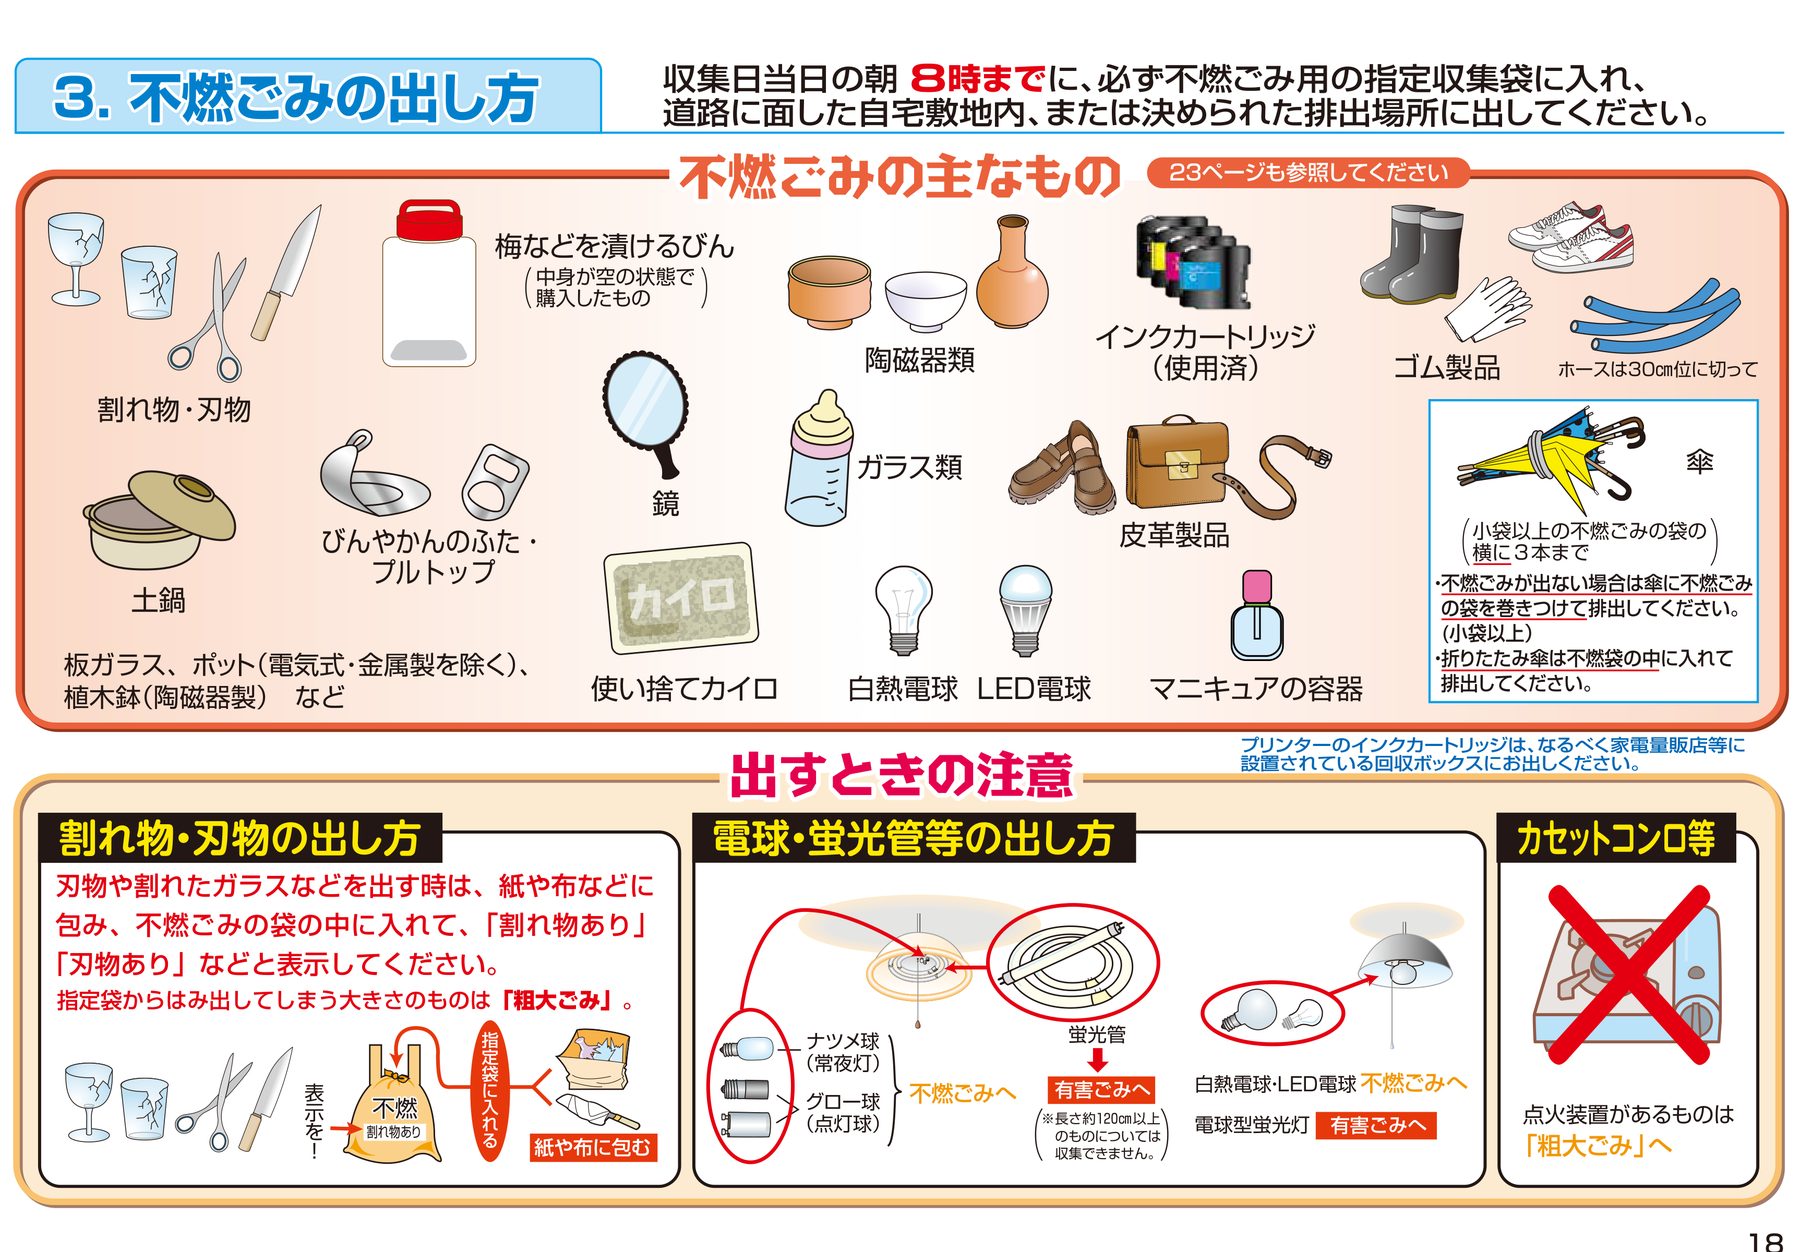 3. 不燃ごみの出し方
収集日当日の朝 8時までに、必ず不燃ごみ用の指定収集袋に入れ、
道路に面した自宅敷地内、または決められた排出場所に出してください。
不燃ごみの主なもの
23ページも参照してください
割れ物・刃物
梅などを漬けるびん
(中身が空の状態で
購入したもの)
陶磁器類
インクカートリッジ
(使用済)
ゴム製品
ホースは30㎝位に切って
土鍋
びんやかんのふた・
プルトップ
鏡
ガラス類
皮革製品
傘
(小袋以上の不燃ごみの袋の
横に3本まで)
・不燃ごみが出ない場合は傘に不燃ごみ
の袋を巻きつけて排出してください。
(小袋以上)
・折りたたみ傘は不燃袋の中に入れて
排出してください。
板ガラス、ポット(電気式・金属製を除く)、
植木鉢(陶磁器製) など
カイロ
使い捨てカイロ
白熱電球
LED電球
マニキュアの容器
プリンターのインクカートリッジは、なるべく家電量販店等に
設置されている回収ボックスにお出しください。
出すときの注意
割れ物・刃物の出し方
刃物や割れたガラスなどを出す時は、紙や布などに
包み、不燃ごみの袋の中に入れて、「割れ物あり」
「刃物あり」などと表示してください。
指定袋からはみ出してしまう大きさのものは「粗大ごみ」。
表示を!
不燃
割れ物あり
指定袋に入れる
紙や布に包む
電球・蛍光管等の出し方
ナツメ球
(常夜灯)
グロー球
(点灯球)
不燃ごみへ
蛍光管
有害ごみへ
(※長さ約120㎝以上
のものについては
収集できません。)
白熱電球・LED電球 不燃ごみへ
電球型蛍光灯 有害ごみへ
カセットコンロ等
点火装置があるものは
「粗大ごみ」へ
18